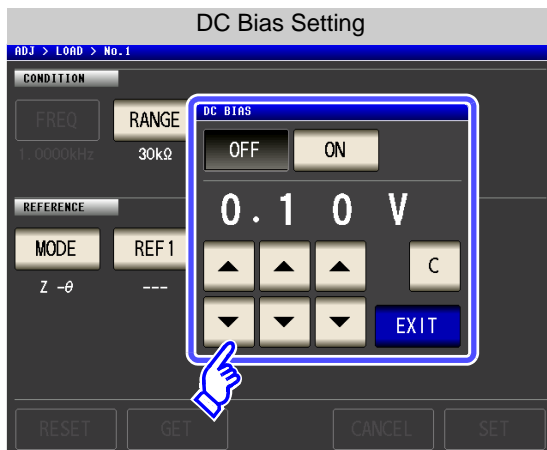 DC Bias Setting
ADJ > LOAD > No.1
CONDITION
FREQ RANGE
1.0000kHz 30kΩ
DC BIAS
OFF ON
0.10 V
REFERENCE
MODE REF1
Z -θ ---
C
EXIT
RESET GET CANCEL SET